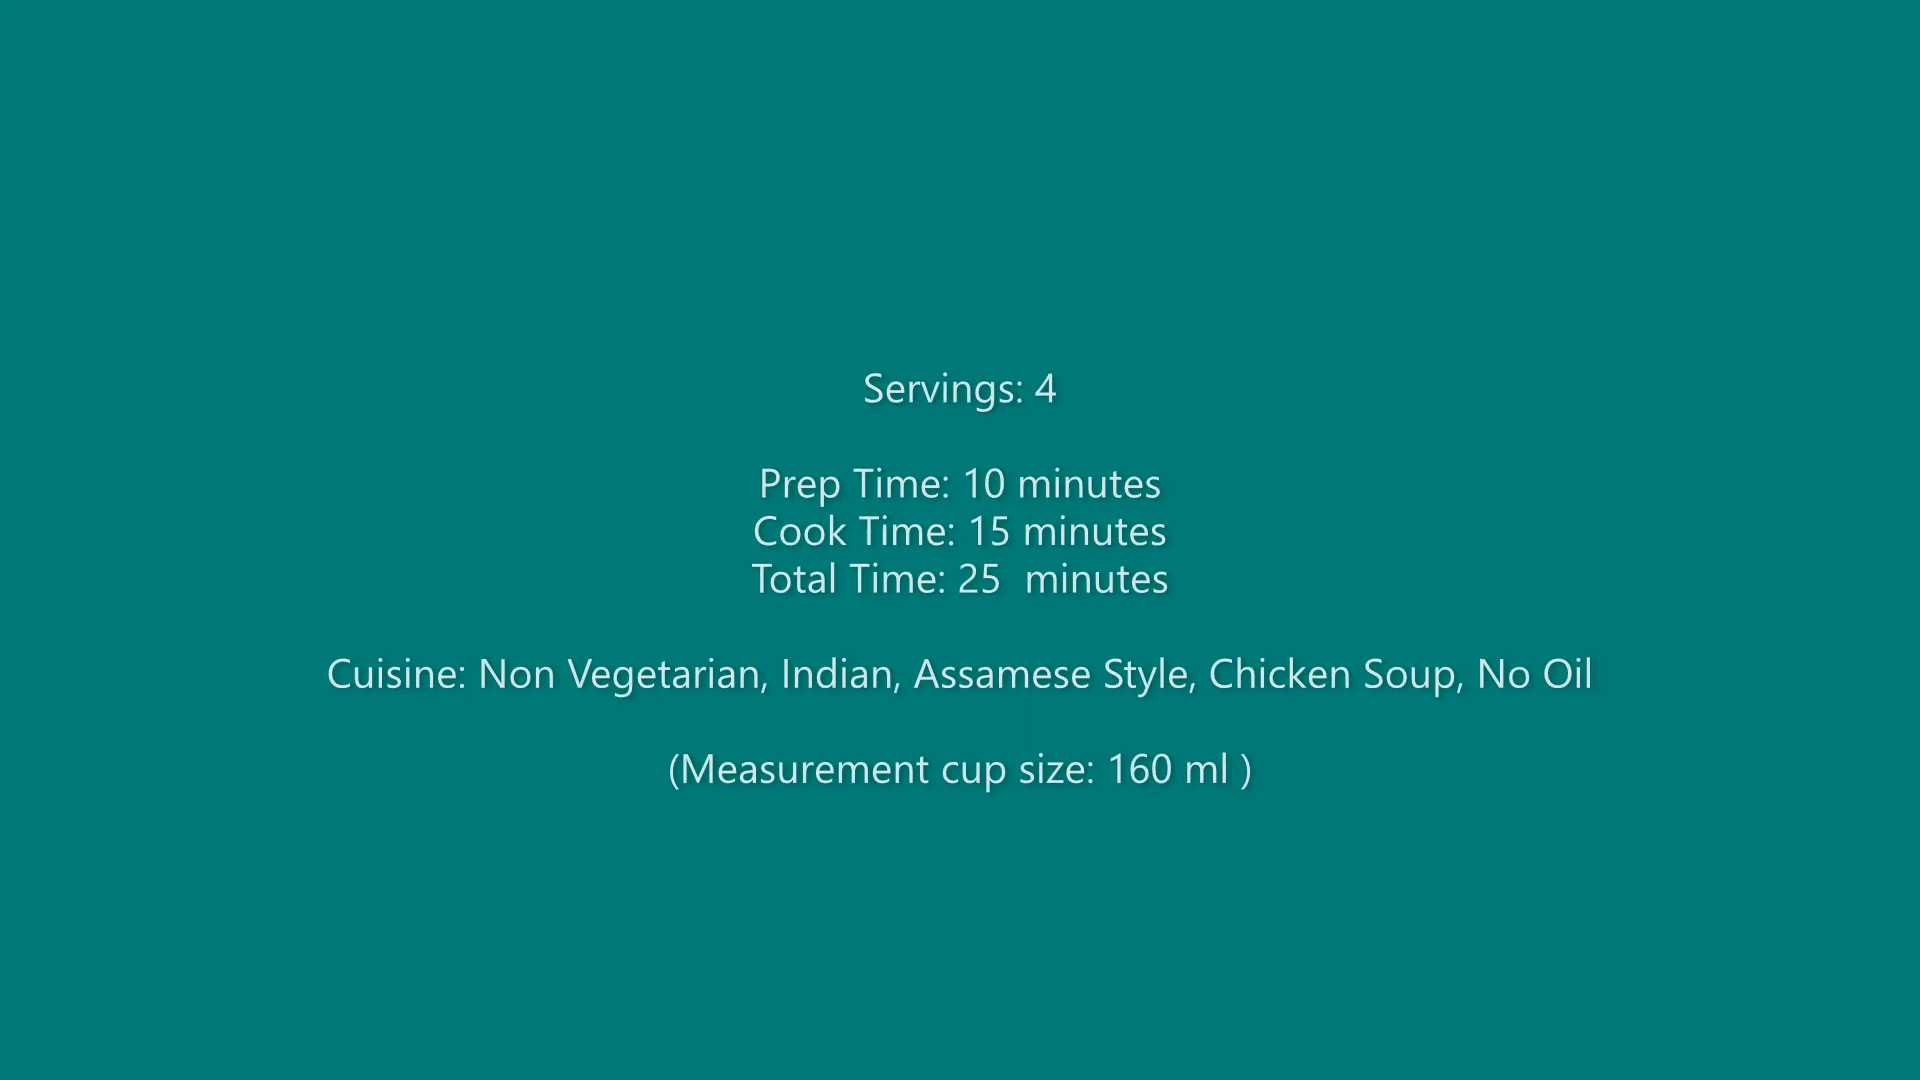 Servings: 4
Prep Time: 10 minutes
Cook Time: 15 minutes
Total Time: 25  minutes
Cuisine: Non Vegetarian, Indian, Assamese Style, Chicken Soup, No Oil
(Measurement cup size: 160 ml )